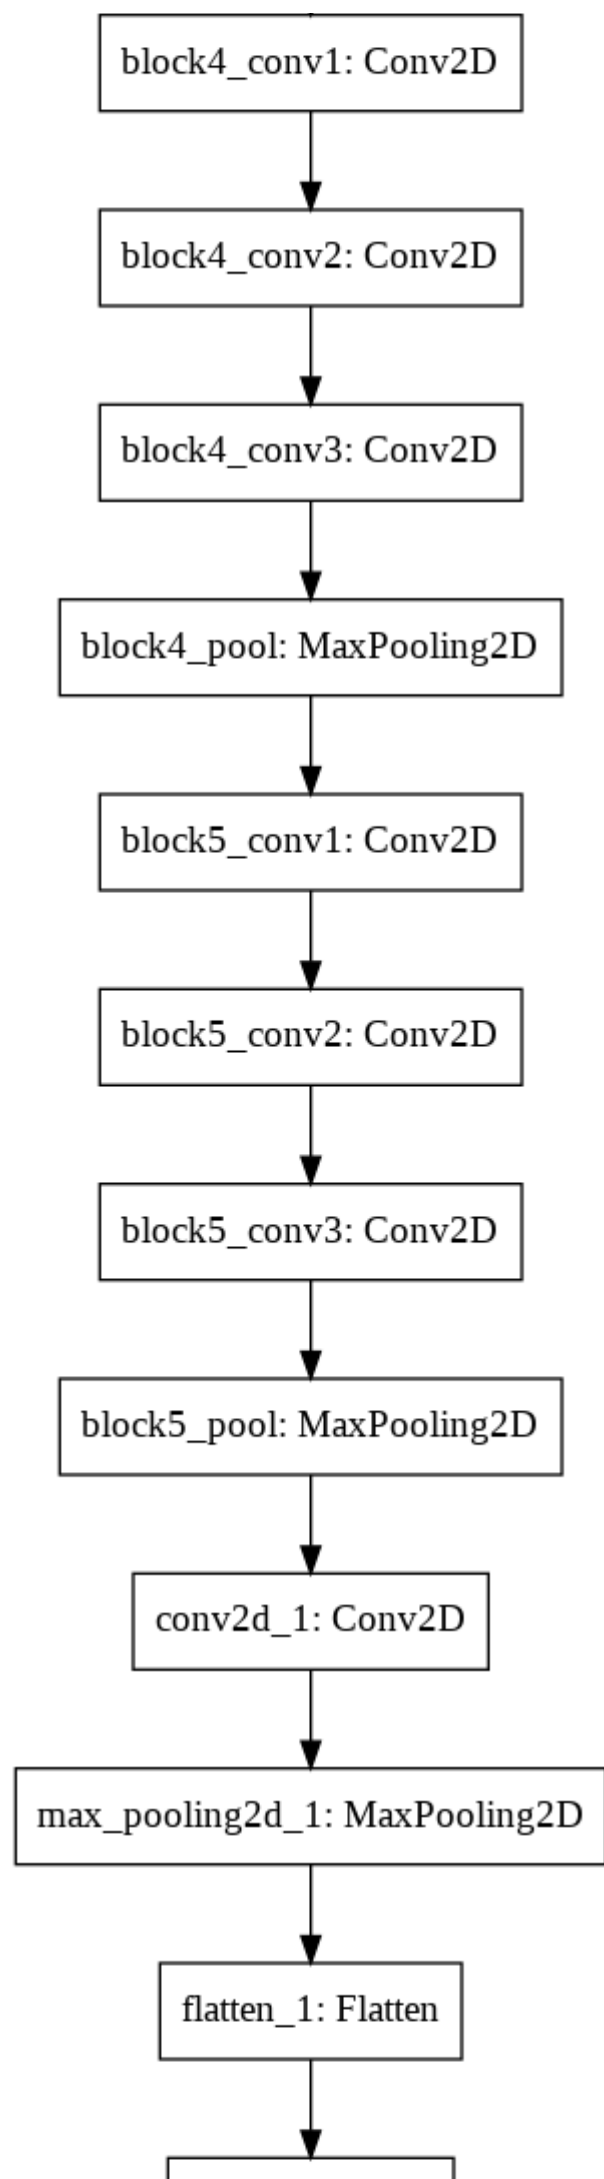 block4_conv1: Conv2D
block4_conv2: Conv2D
block4_conv3: Conv2D
block4_pool: MaxPooling2D
block5_conv1: Conv2D
block5_conv2: Conv2D
block5_conv3: Conv2D
block5_pool: MaxPooling2D
conv2d_1: Conv2D
max_pooling2d_1: MaxPooling2D
flatten_1: Flatten